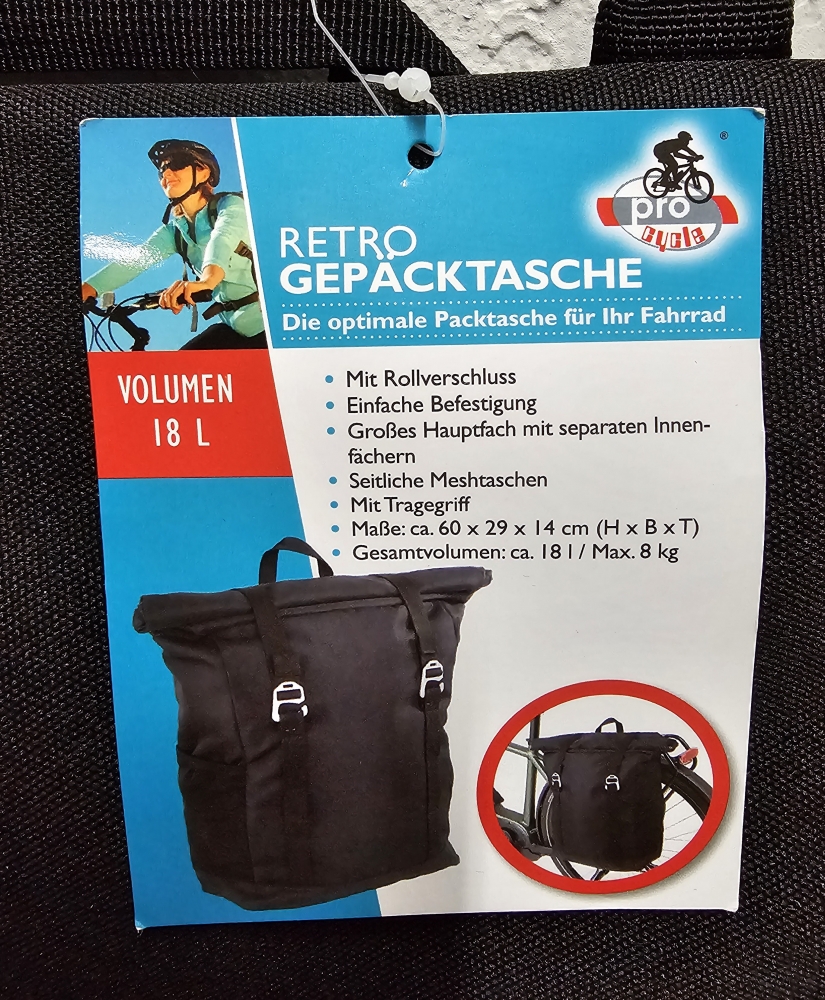 pro
cycle
®
RETRO
GEPÄCKTASCHE
Die optimale Packtasche für Ihr Fahrrad
VOLUMEN
18 L
• Mit Rollverschluss
• Einfache Befestigung
• Großes Hauptfach mit separaten Innen-
fächern
• Seitliche Meshtaschen
• Mit Tragegriff
• Maße: ca. 60 x 29 x 14 cm (H x B x T)
• Gesamtvolumen: ca. 18 l / Max. 8 kg